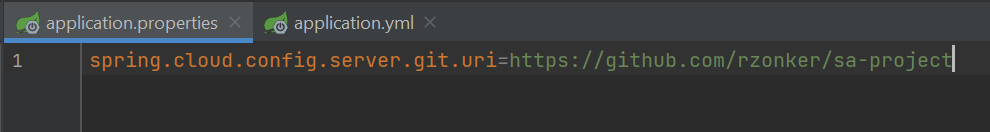 application.properties
application.yml
1 spring.cloud.config.server.git.uri=https://github.com/rzonker/sa-project